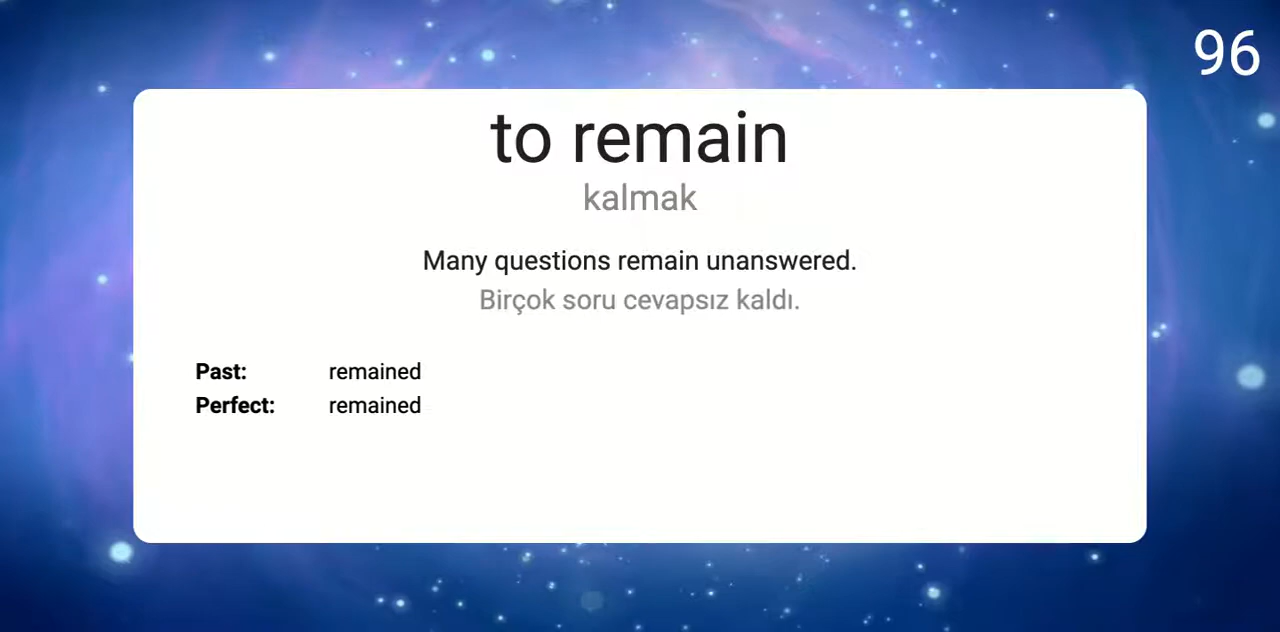 96
to remain
kalmak
Many questions remain unanswered.
Birçok soru cevapsız kaldı.
Past: remained
Perfect: remained